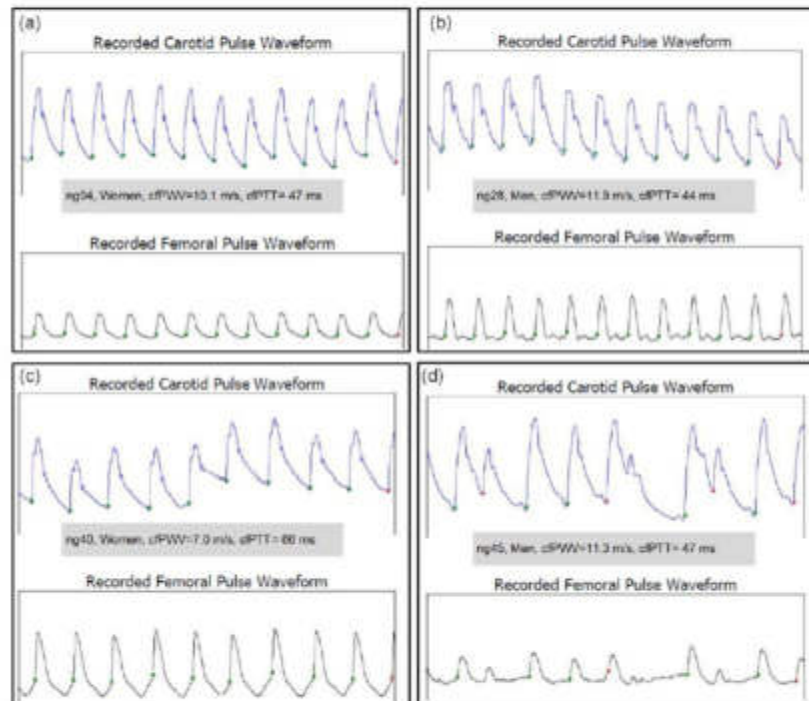 (a)
Recorded Carotid Pulse Waveform
ng04, Women, cfPWV=10.1 m/s, cfPTT= 47 ms
Recorded Femoral Pulse Waveform
(b)
Recorded Carotid Pulse Waveform
ng28, Men, cfPWV=11.9 m/s, cfPTT= 44 ms
Recorded Femoral Pulse Waveform
(c)
Recorded Carotid Pulse Waveform
ng40, Women, cfPWV=7.0 m/s, cfPTT= 66 ms
Recorded Femoral Pulse Waveform
(d)
Recorded Carotid Pulse Waveform
ng45, Men, cfPWV=11.3 m/s, cfPTT= 47 ms
Recorded Femoral Pulse Waveform